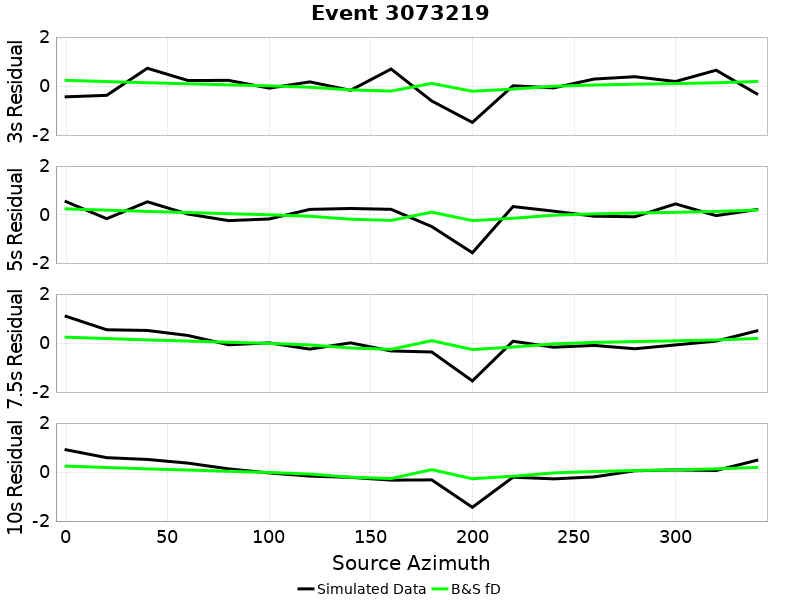 Event 3073219
3s Residual
2
0
-2
5s Residual
2
0
-2
7.5s Residual
2
0
-2
10s Residual
2
0
-2
0 50 100 150 200 250 300
Source Azimuth
Simulated Data B&S fD